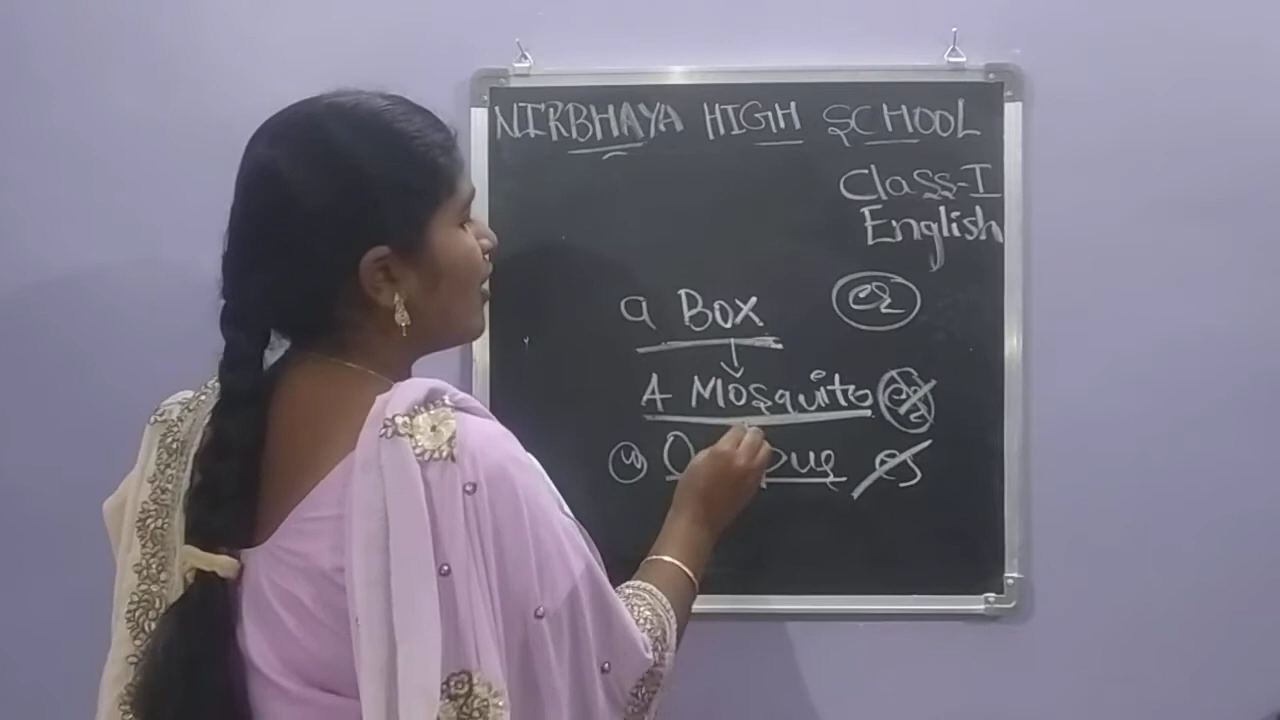 NIRBHAYA HIGH SCHOOL
Class-I
English
a Box
A Mosquito